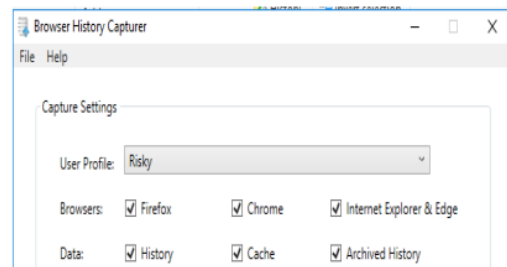 Browser History Capturer
File Help
Capture Settings
User Profile: Risky
Browsers: Firefox Chrome Internet Explorer & Edge
Data: History Cache Archived History